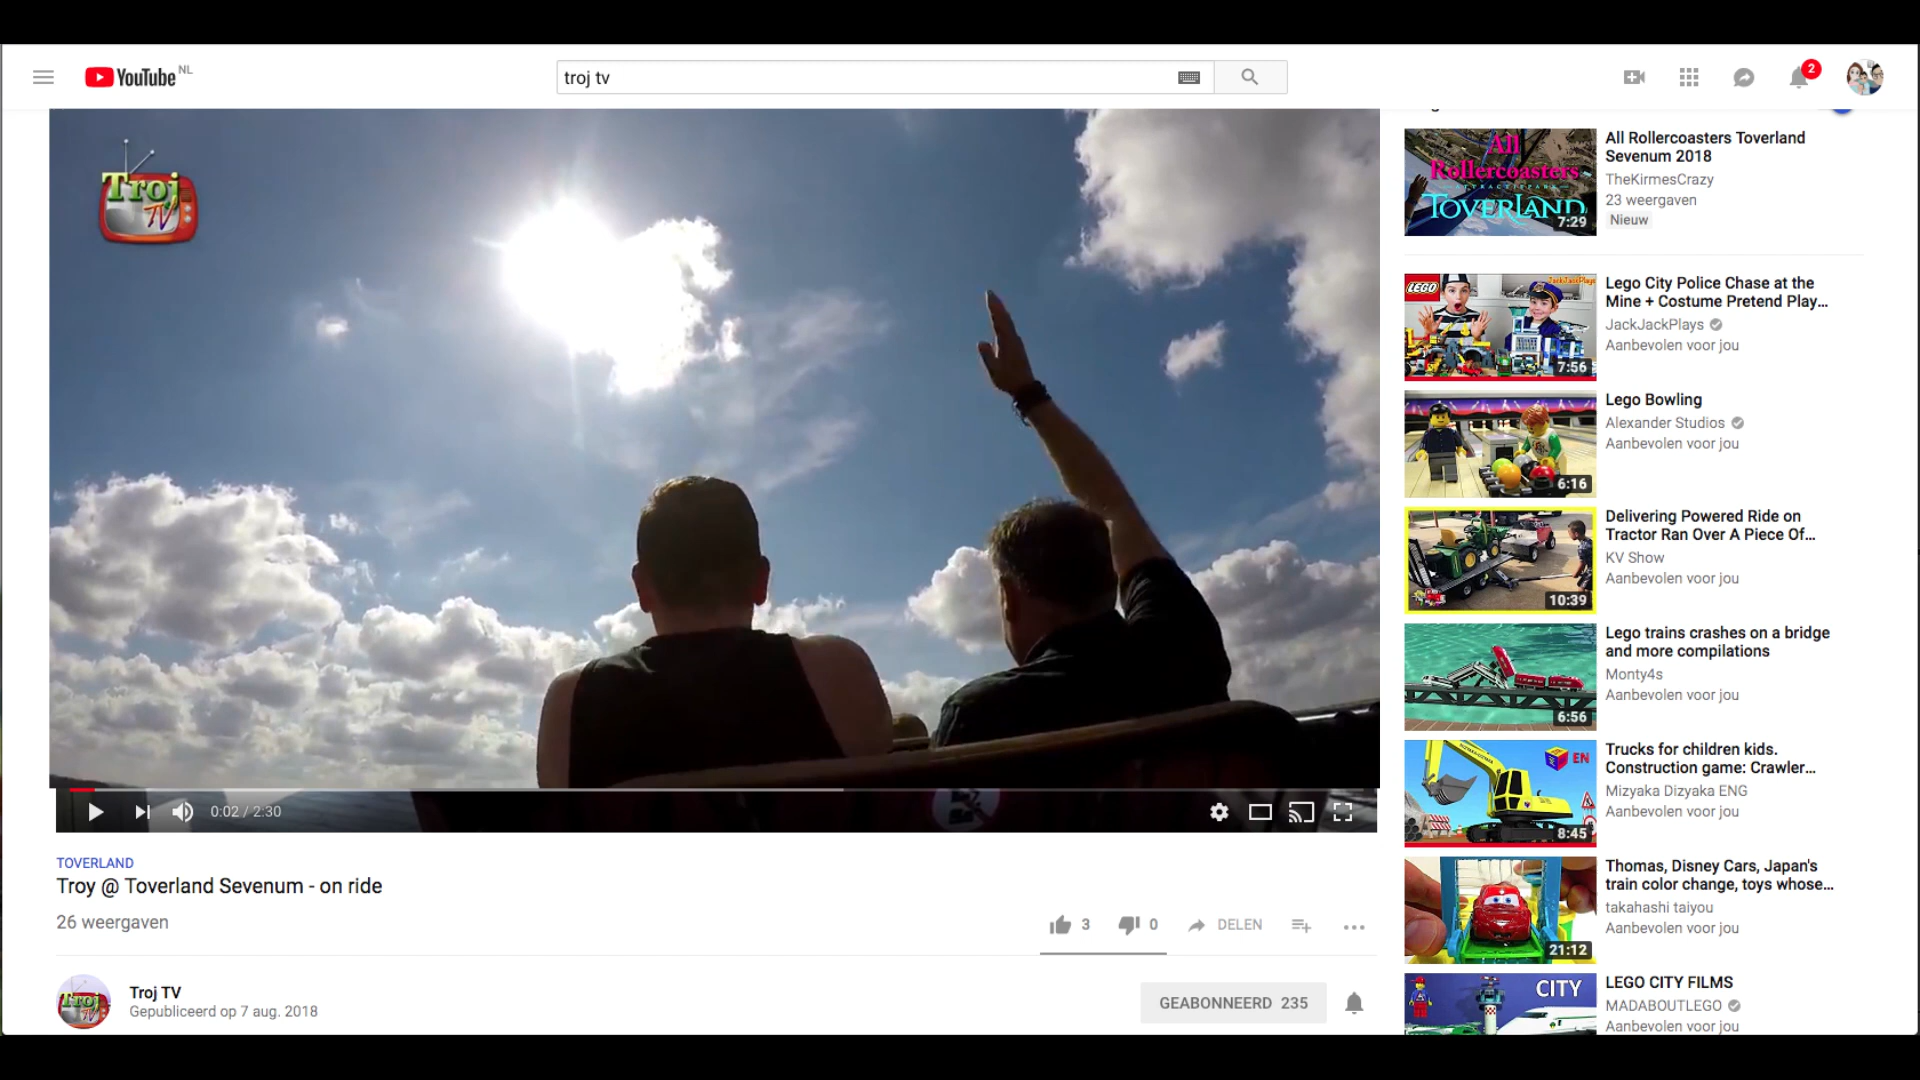 YouTube NL
troj tv
2
Troj
TV
0:02 / 2:30
TOVERLAND
Troy @ Toverland Sevenum - on ride
26 weergaven
3
0
DELEN
Troj
TV
Troj TV
Gepubliceerd op 7 aug. 2018
GEABONNEERD 235
All
Rollercoasters
ATTRACTIEPARK
TOVERLAND
7:29
All Rollercoasters Toverland
Sevenum 2018
TheKirmesCrazy
23 weergaven
Nieuw
LEGO
JackJackPlays
7:56
Lego City Police Chase at the
Mine + Costume Pretend Play...
JackJackPlays
Aanbevolen voor jou
6:16
Lego Bowling
Alexander Studios
Aanbevolen voor jou
10:39
Delivering Powered Ride on
Tractor Ran Over A Piece Of...
KV Show
Aanbevolen voor jou
6:56
Lego trains crashes on a bridge
and more compilations
Monty4s
Aanbevolen voor jou
EN
8:45
Trucks for children kids.
Construction game: Crawler...
Mizyaka Dizyaka ENG
Aanbevolen voor jou
21:12
Thomas, Disney Cars, Japan's
train color change, toys whose...
takahashi taiyou
Aanbevolen voor jou
CITY
LEGO CITY FILMS
MADABOUTLEGO
Aanbevolen voor jou